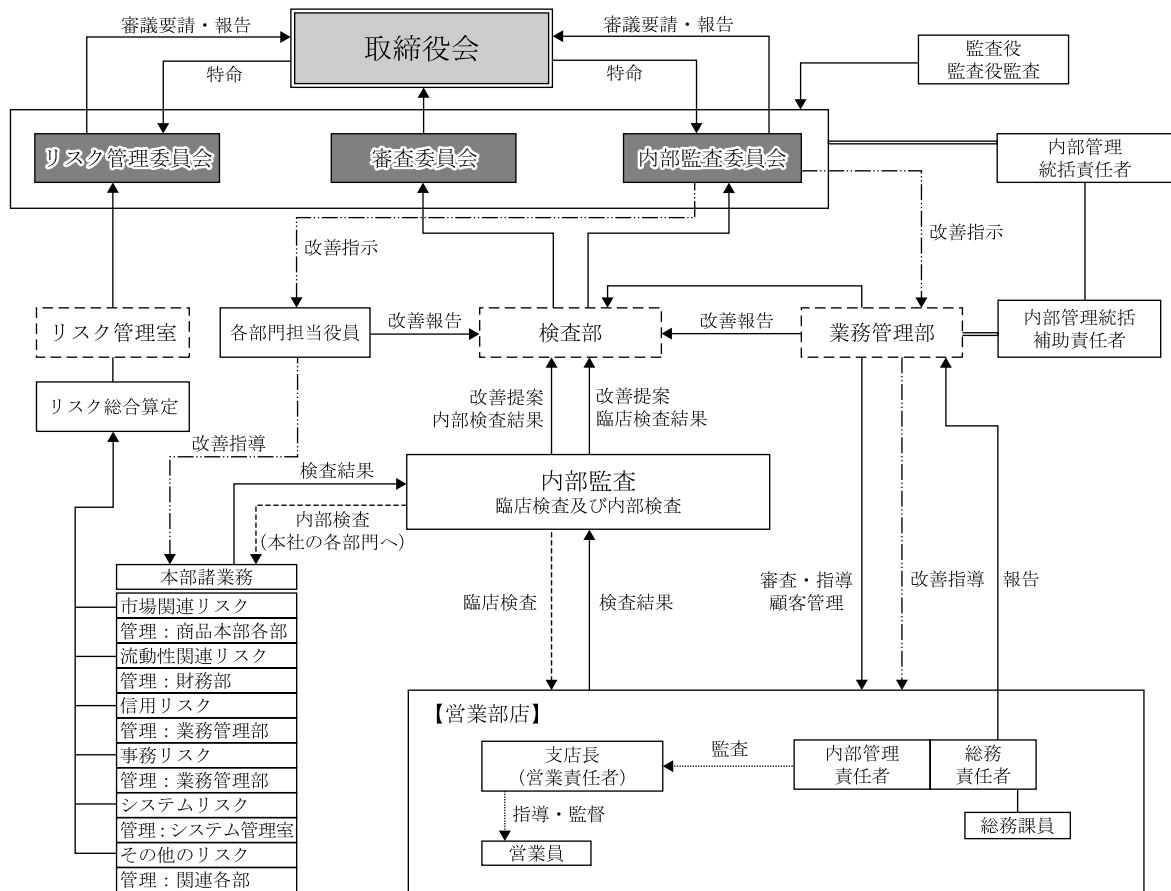 審議要請・報告
取締役会
審議要請・報告
特命
特命
監査役
監査役監査
リスク管理委員会
審査委員会
内部監査委員会
内部管理
統括責任者
改善指示
改善指示
リスク管理室
各部門担当役員
改善報告
検査部
改善報告
業務管理部
内部管理統括
補助責任者
リスク総合算定
改善提案
内部検査結果
改善提案
臨店検査結果
改善指導
検査結果
内部監査
臨店検査及び内部検査
内部検査
(本社の各部門へ)
本部諸業務
市場関連リスク
管理：商品本部各部
流動性関連リスク
管理：財務部
信用リスク
管理：業務管理部
事務リスク
管理：業務管理部
システムリスク
管理：システム管理室
その他のリスク
管理：関連各部
臨店検査
検査結果
審査・指導
顧客管理
改善指導
報告
【営業部店】
支店長
(営業責任者)
監査
内部管理
責任者
総務
責任者
指導・監督
営業員
総務課員